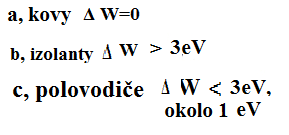 a, kovy Δ W=0
b, izolanty Δ W > 3eV
c, polovodiče Δ W < 3eV,
okolo 1 eV